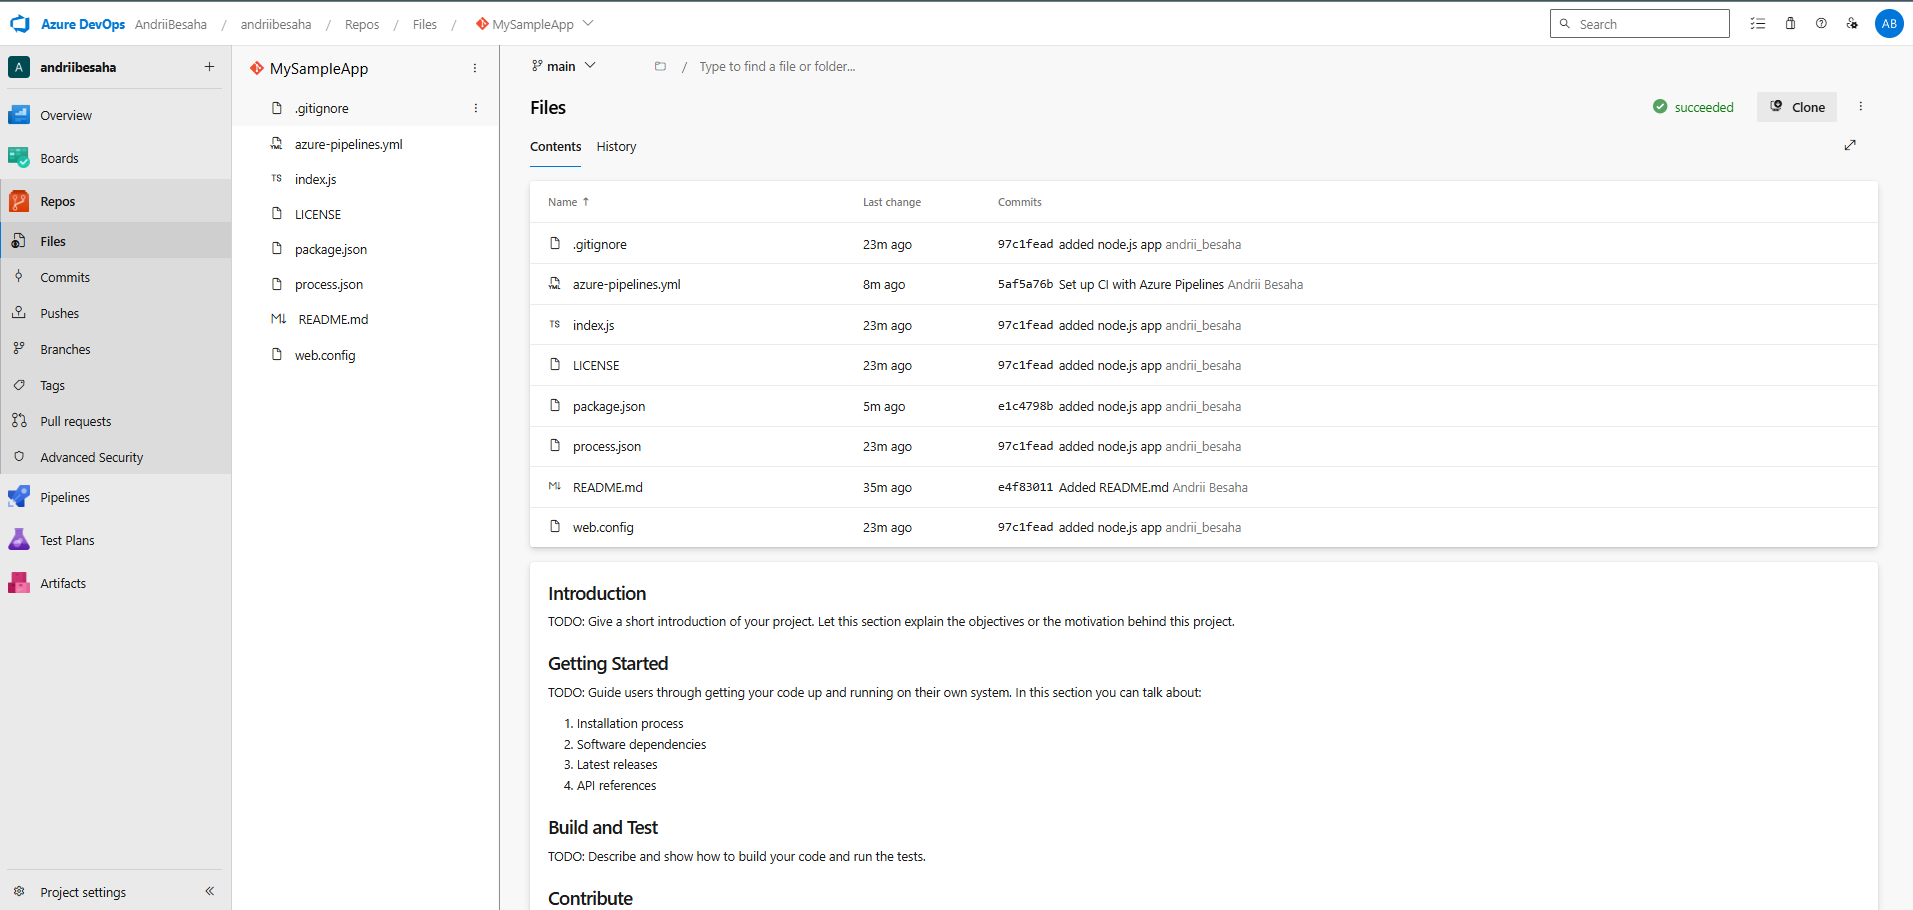 Azure DevOps AndriiBesaha / andriibesaha / Repos / Files / MySampleApp
Search
AB
A andriibesaha +
Overview
Boards
Repos
Files
Commits
Pushes
Branches
Tags
Pull requests
Advanced Security
Pipelines
Test Plans
Artifacts
Project settings
MySampleApp
.gitignore
YML azure-pipelines.yml
TS index.js
LICENSE
package.json
process.json
M↓ README.md
web.config
main / Type to find a file or folder...
Files
succeeded
Clone
Contents History
Name ↑ Last change Commits
.gitignore 23m ago 97c1fead added node.js app andrii_besaha
YML azure-pipelines.yml 8m ago 5af5a76b Set up CI with Azure Pipelines Andrii Besaha
TS index.js 23m ago 97c1fead added node.js app andrii_besaha
LICENSE 23m ago 97c1fead added node.js app andrii_besaha
package.json 5m ago e1c4798b added node.js app andrii_besaha
process.json 23m ago 97c1fead added node.js app andrii_besaha
M↓ README.md 35m ago e4f83011 Added README.md Andrii Besaha
web.config 23m ago 97c1fead added node.js app andrii_besaha
Introduction
TODO: Give a short introduction of your project. Let this section explain the objectives or the motivation behind this project.
Getting Started
TODO: Guide users through getting your code up and running on their own system. In this section you can talk about:
1. Installation process
2. Software dependencies
3. Latest releases
4. API references
Build and Test
TODO: Describe and show how to build your code and run the tests.
Contribute